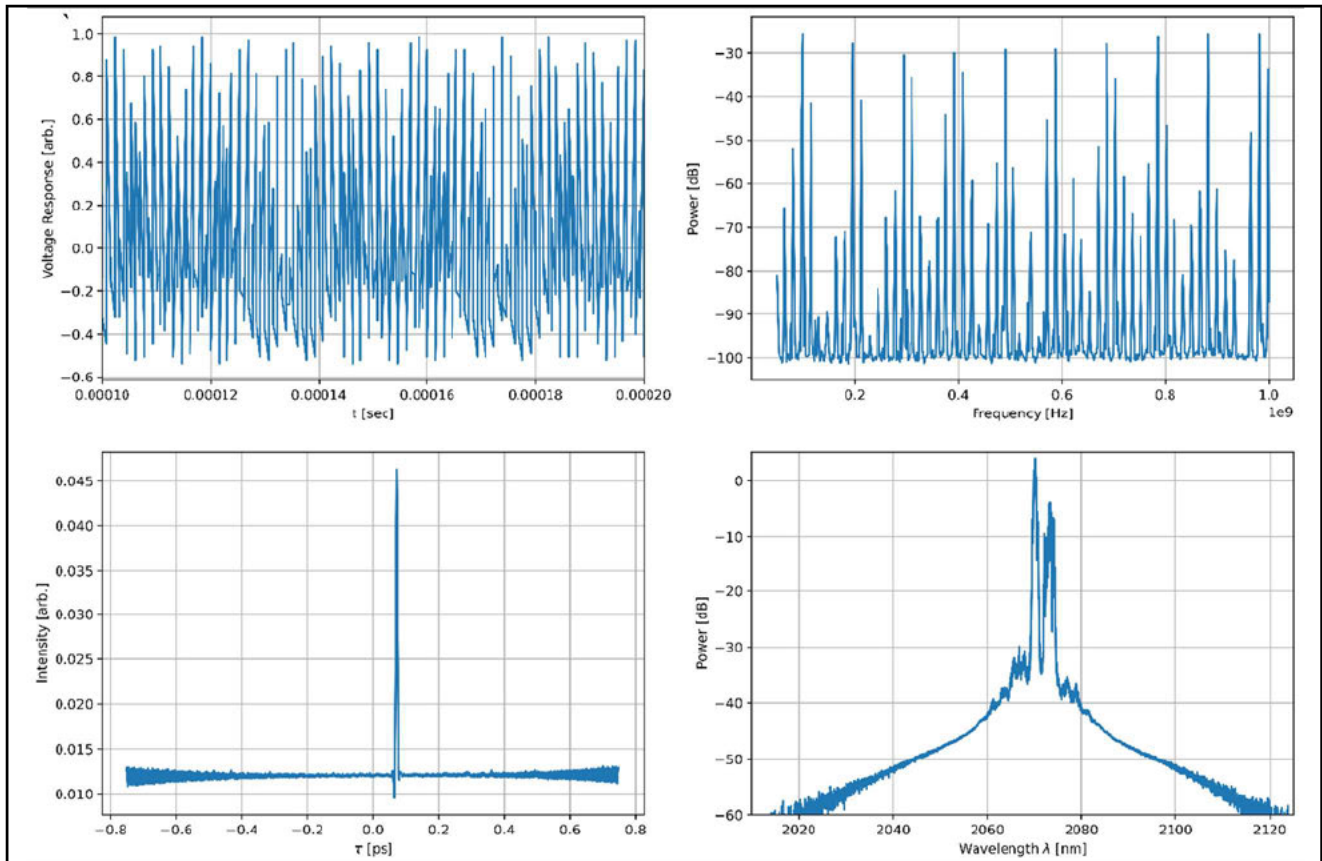 1.0
0.8
0.6
0.4
0.2
0.0
−0.2
−0.4
−0.6
Voltage Response [arb.]
0.00010 0.00012 0.00014 0.00016 0.00018 0.00020
t [sec]
−30
−40
−50
−60
−70
−80
−90
−100
Power [dB]
0.2 0.4 0.6 0.8 1.0
1e9
Frequency [Hz]
0.045
0.040
0.035
0.030
0.025
0.020
0.015
0.010
Intensity [arb.]
−0.8 −0.6 −0.4 −0.2 0.0 0.2 0.4 0.6 0.8
τ [ps]
0
−10
−20
−30
−40
−50
−60
Power [dB]
2020 2040 2060 2080 2100 2120
Wavelength λ [nm]